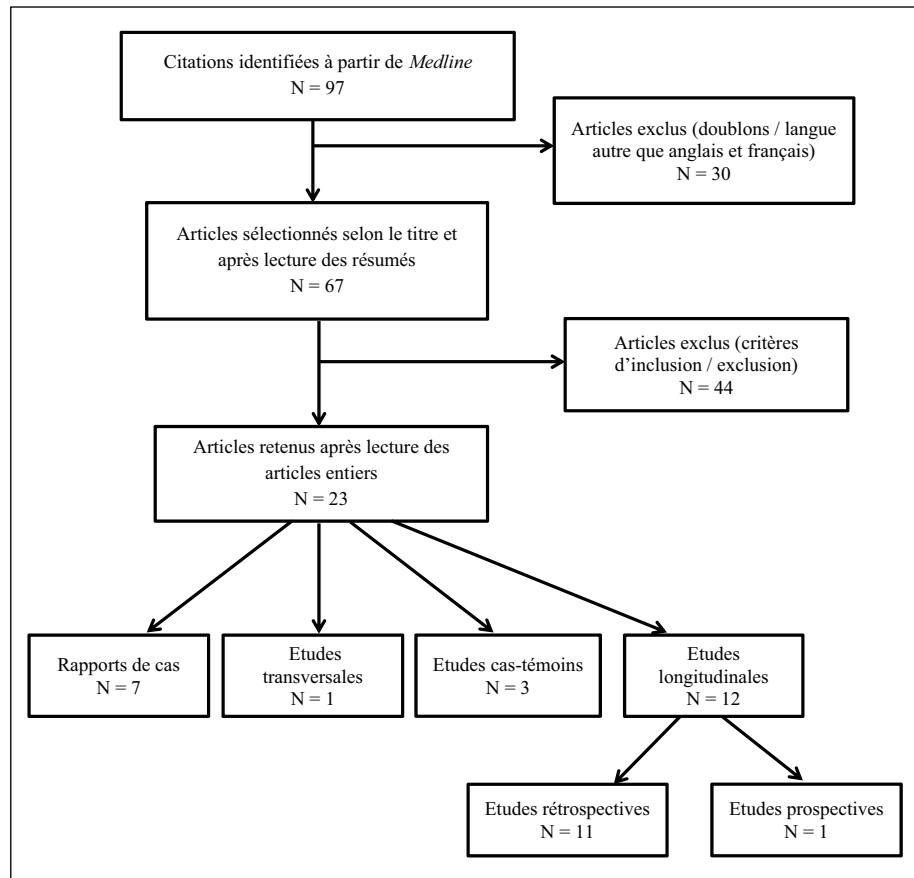 Citations identifiées à partir de Medline
N = 97
Articles exclus (doublons / langue
autre que anglais et français)
N = 30
Articles sélectionnés selon le titre et
après lecture des résumés
N = 67
Articles exclus (critères
d’inclusion / exclusion)
N = 44
Articles retenus après lecture des
articles entiers
N = 23
Rapports de cas
N = 7
Etudes
transversales
N = 1
Etudes cas-témoins
N = 3
Etudes
longitudinales
N = 12
Etudes rétrospectives
N = 11
Etudes prospectives
N = 1